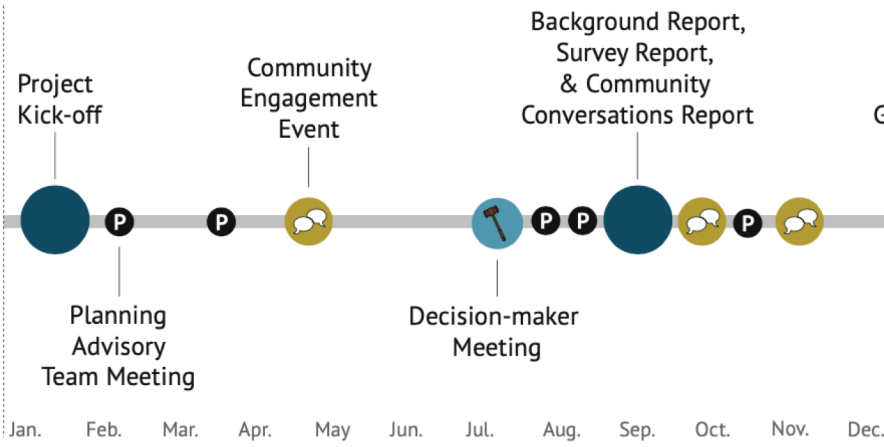 Background Report,
Survey Report,
& Community
Conversations Report
Community
Engagement
Event
Project
Kick-off
G
P
P
P
P
P
Planning
Advisory
Team Meeting
Decision-maker
Meeting
Jan. Feb. Mar. Apr. May Jun. Jul. Aug. Sep. Oct. Nov. Dec.